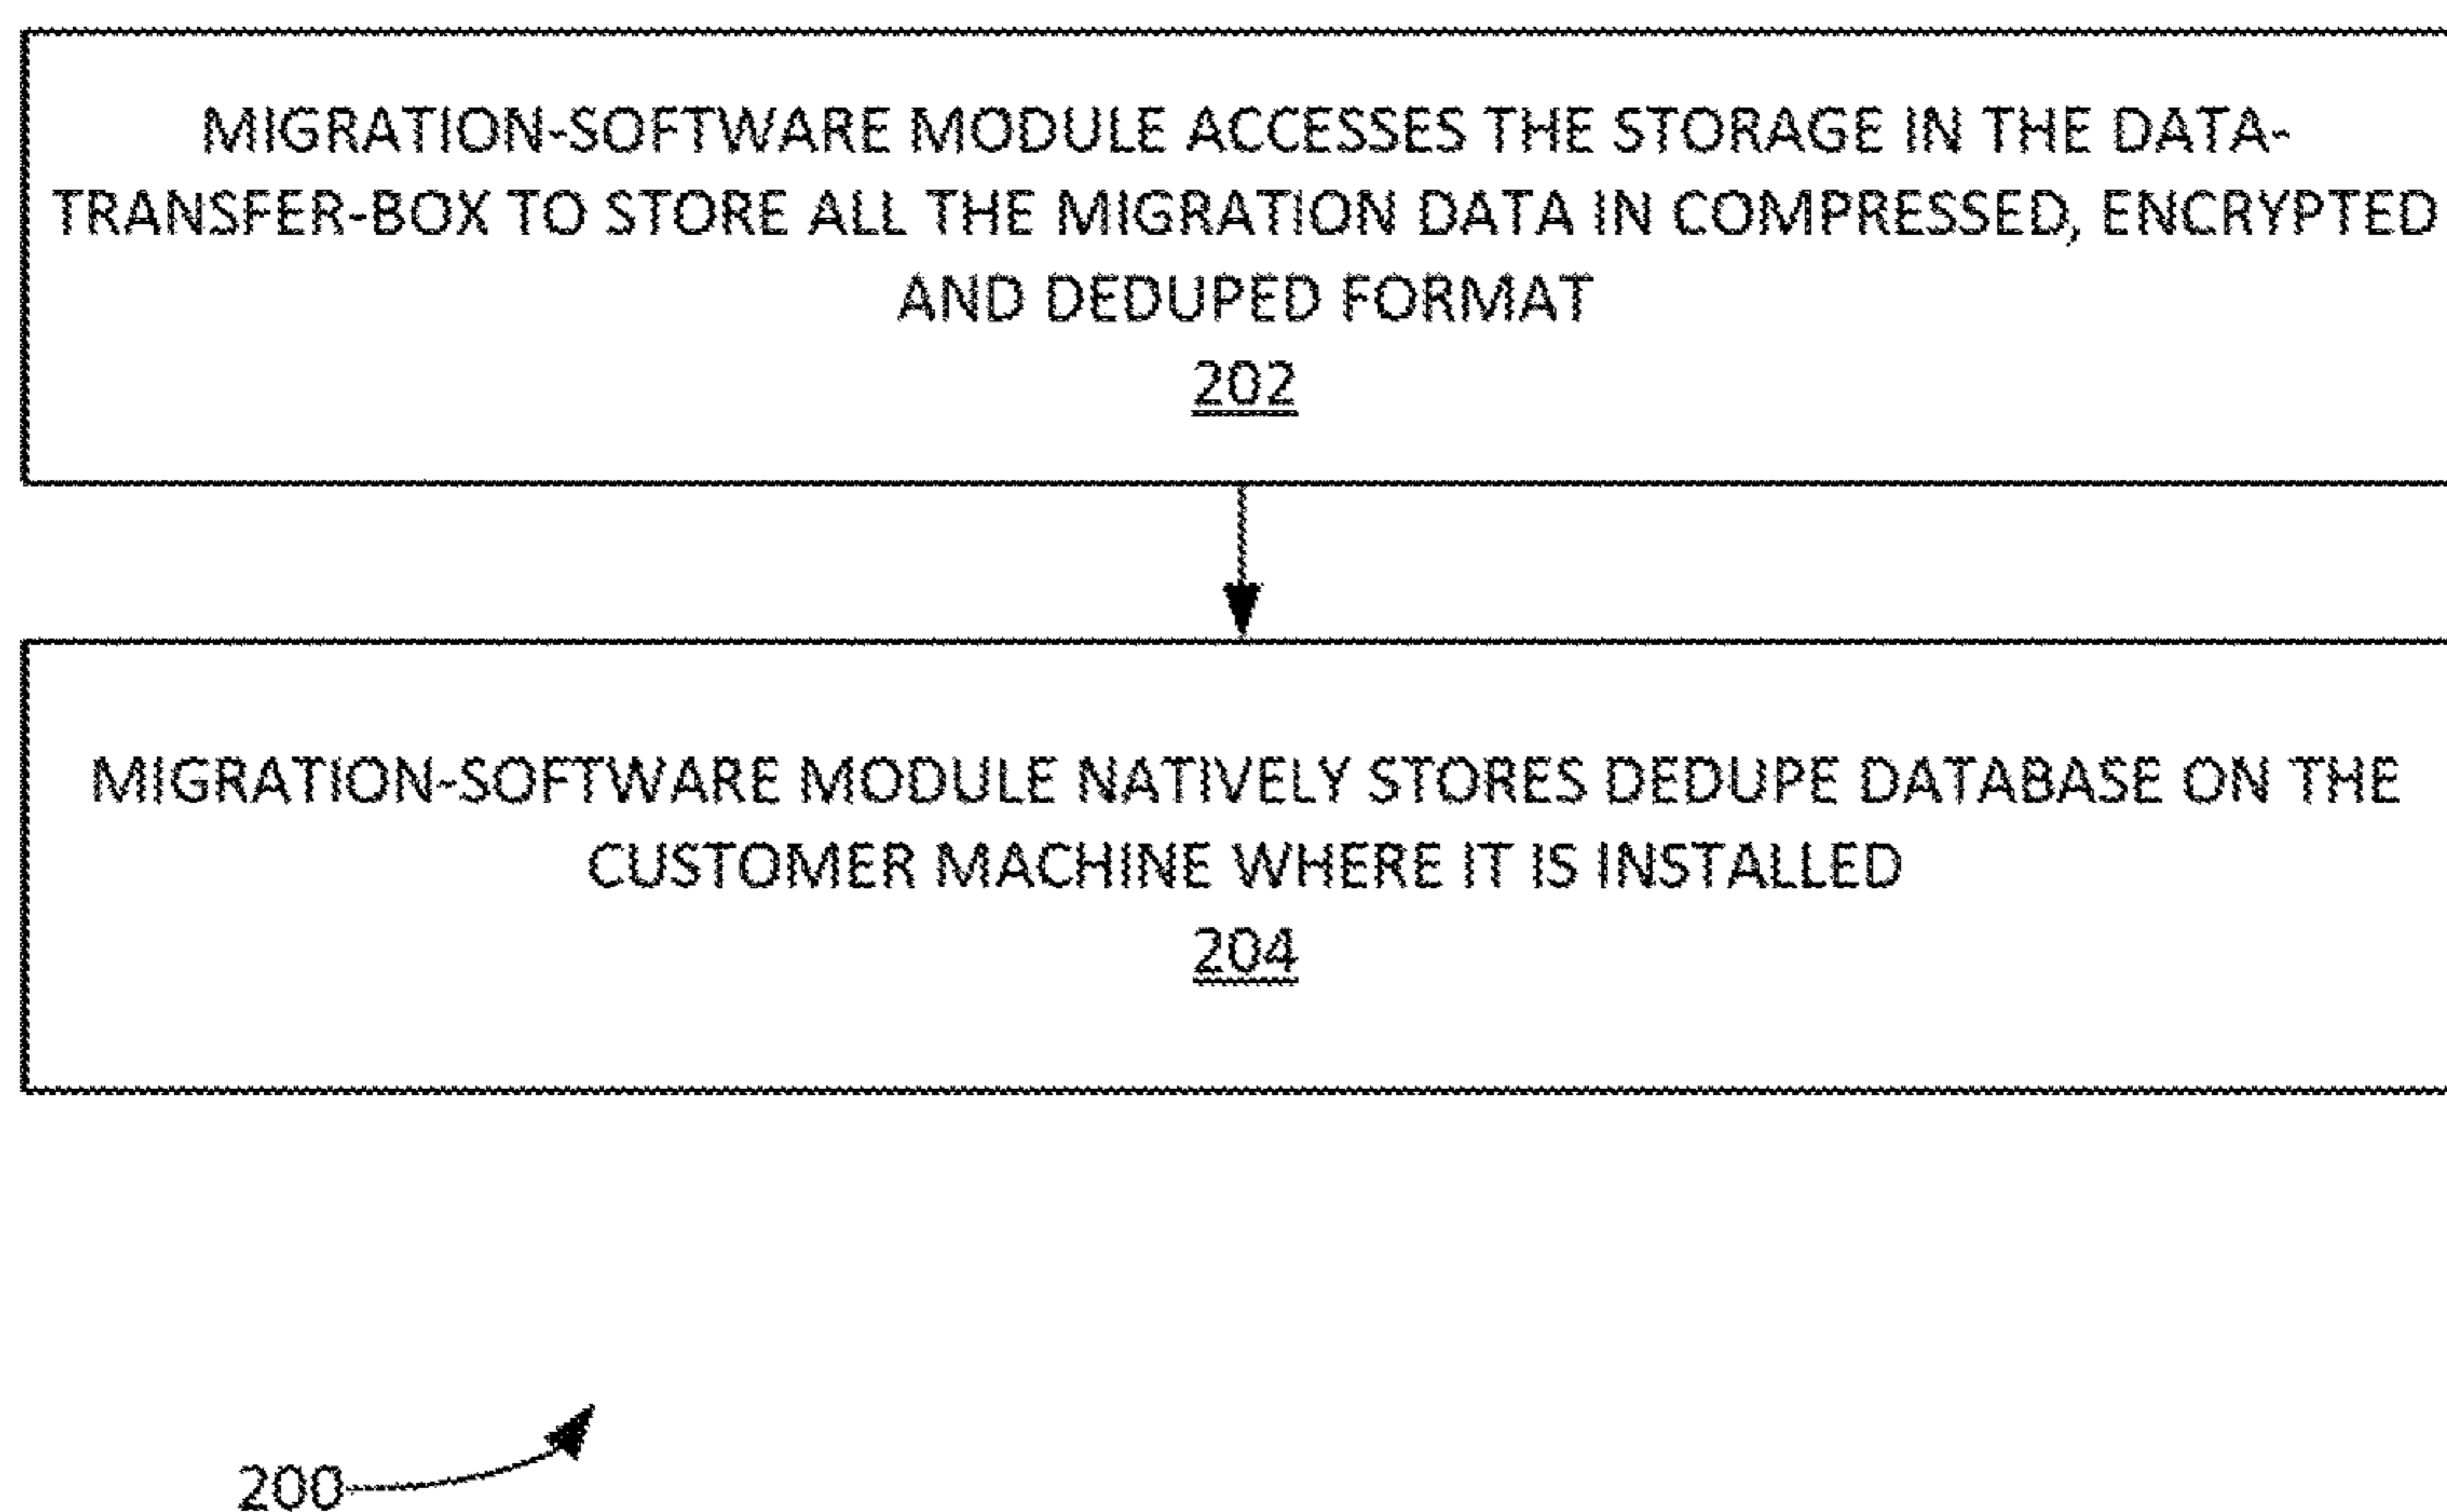 MIGRATION-SOFTWARE MODULE ACCESSES THE STORAGE IN THE DATA-
TRANSFER-BOX TO STORE ALL THE MIGRATION DATA IN COMPRESSED, ENCRYPTED
AND DEDUPED FORMAT
202
MIGRATION-SOFTWARE MODULE NATIVELY STORES DEDUPE DATABASE ON THE
CUSTOMER MACHINE WHERE IT IS INSTALLED
204
200